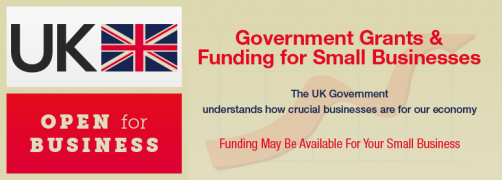 UK
OPEN for
BUSINESS
Government Grants &
Funding for Small Businesses
The UK Government
understands how crucial businesses are for our economy
Funding May Be Available For Your Small Business